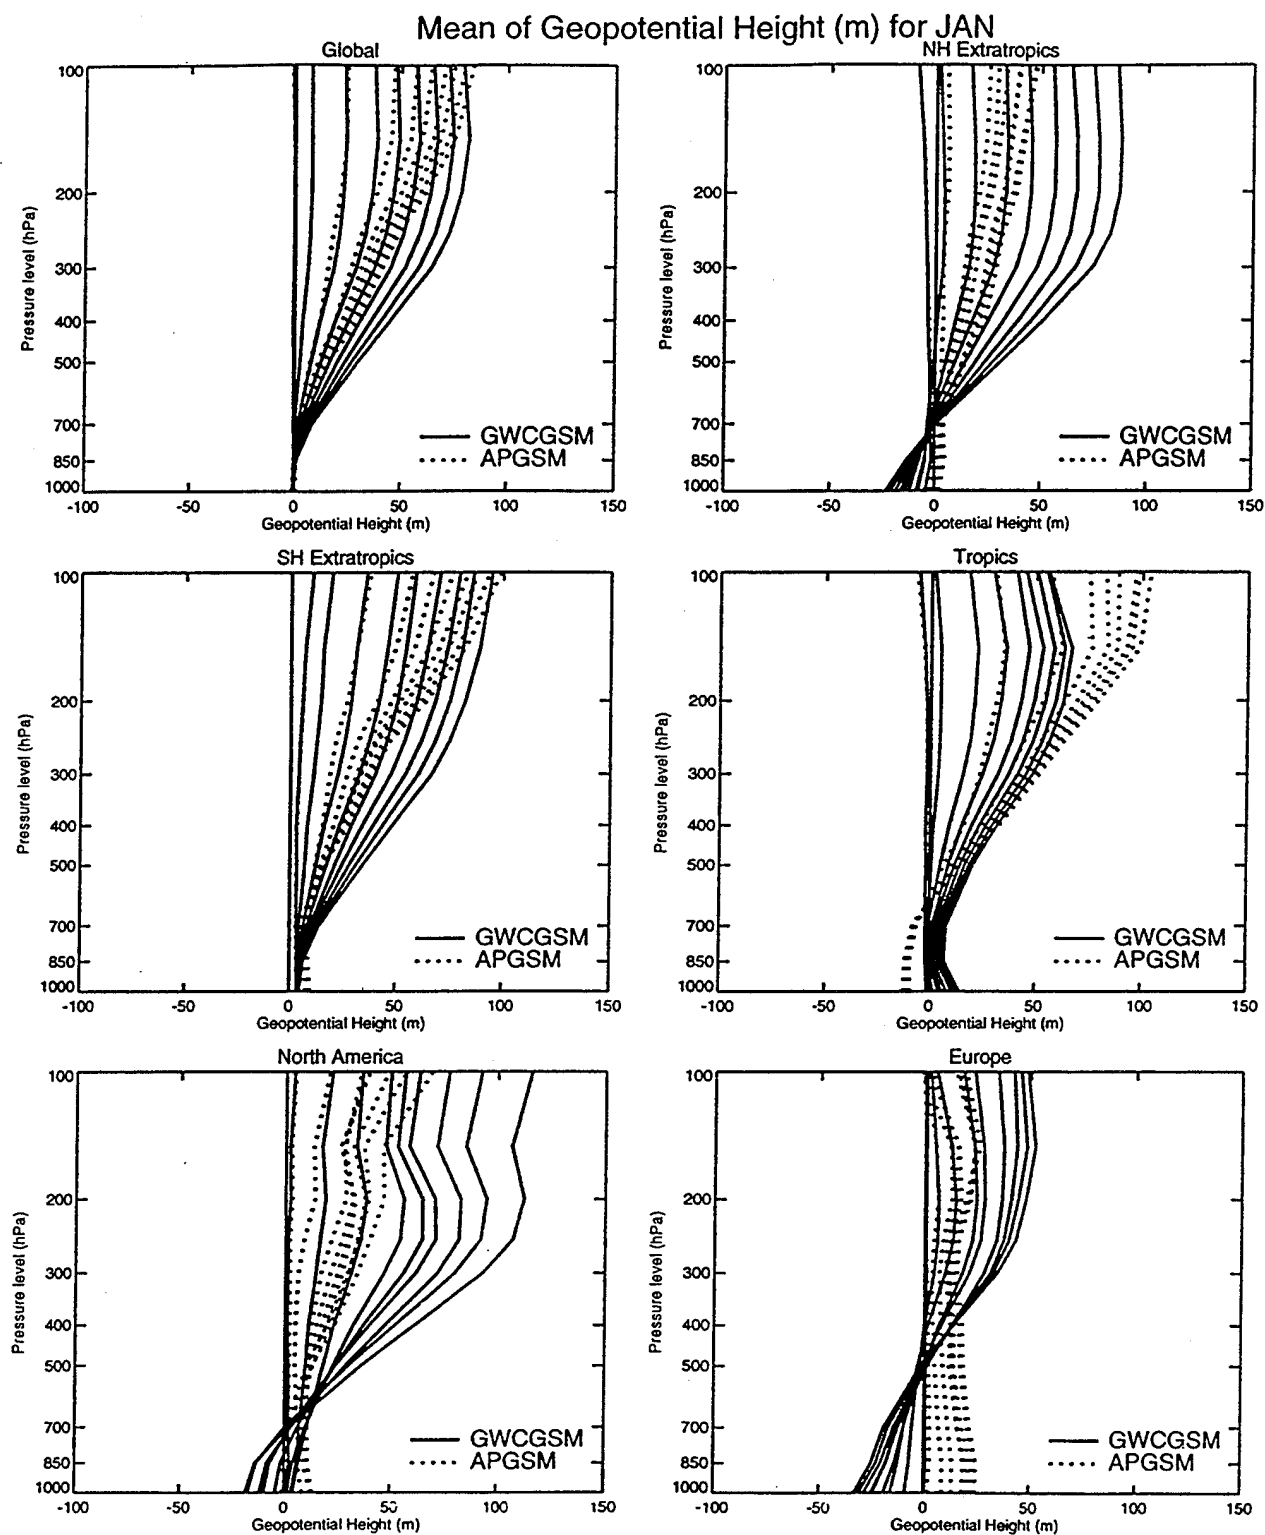 Mean of Geopotential Height (m) for JAN
Global
100
200
300
400
500
700
850
1000
Pressure level (hPa)
GWCGSM
APGSM
-100 -50 0 50 100 150
Geopotential Height (m)
NH Extratropics
100
200
300
400
500
700
850
1000
Pressure level (hPa)
GWCGSM
APGSM
-100 -50 0 50 100 150
Geopotential Height (m)
SH Extratropics
100
200
300
400
500
700
850
1000
Pressure level (hPa)
GWCGSM
APGSM
-100 -50 0 50 100 150
Geopotential Height (m)
Tropics
100
200
300
400
500
700
850
1000
Pressure level (hPa)
GWCGSM
APGSM
-100 -50 0 50 100 150
Geopotential Height (m)
North America
100
200
300
400
500
700
850
1000
Pressure level (hPa)
GWCGSM
APGSM
-100 -50 0 50 100 150
Geopotential Height (m)
Europe
100
200
300
400
500
700
850
1000
Pressure level (hPa)
GWCGSM
APGSM
-100 -50 0 50 100 150
Geopotential Height (m)